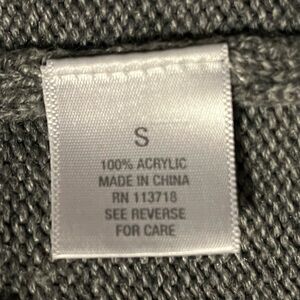 S
100% ACRYLIC
MADE IN CHINA
RN 113718
SEE REVERSE
FOR CARE